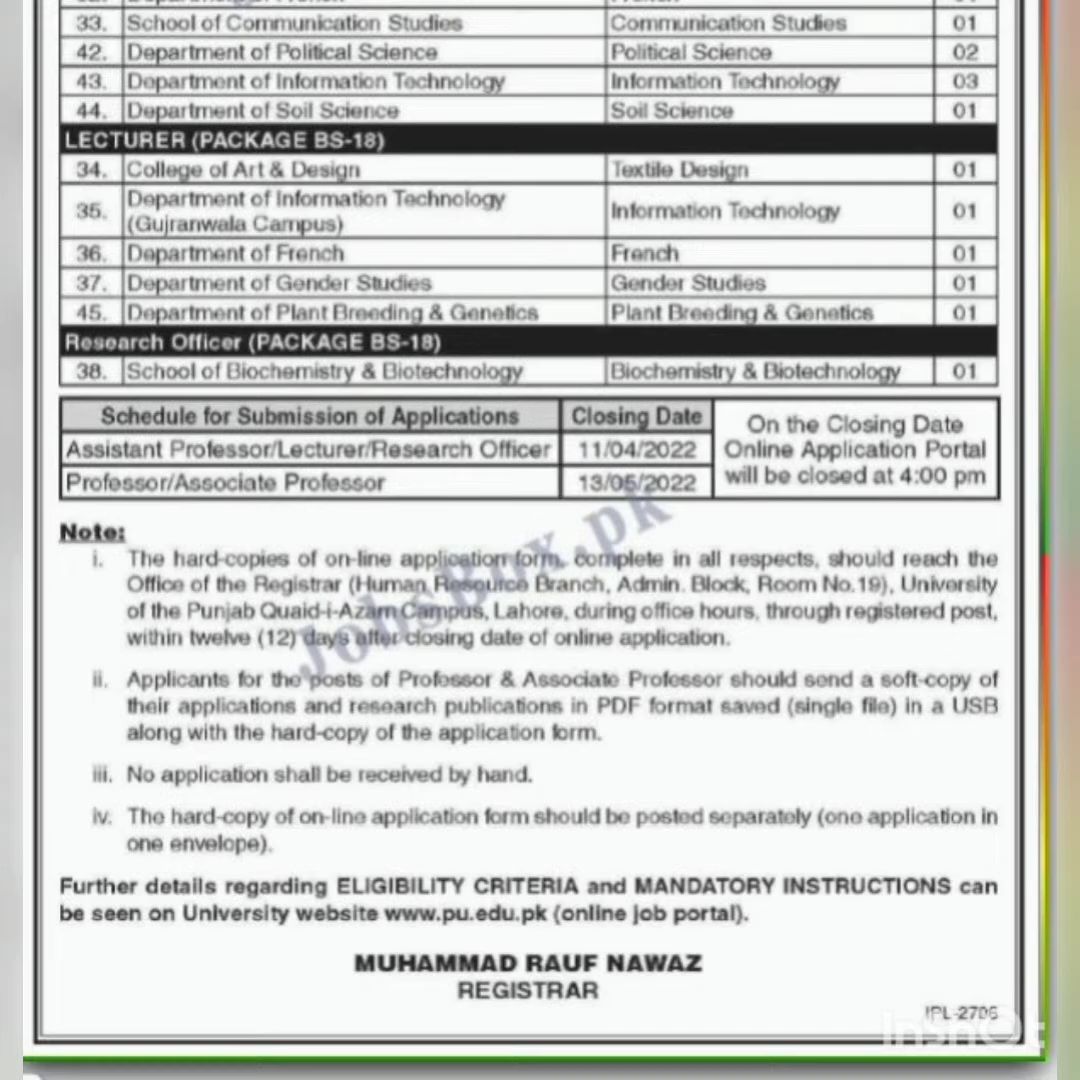 33. School of Communication Studies Communication Studies 01
42. Department of Political Science Political Science 02
43. Department of Information Technology Information Technology 03
44. Department of Soil Science Soil Science 01
LECTURER (PACKAGE BS-18)
34. College of Art & Design Textile Design 01
35. Department of Information Technology (Gujranwala Campus) Information Technology 01
36. Department of French French 01
37. Department of Gender Studies Gender Studies 01
45. Department of Plant Breeding & Genetics Plant Breeding & Genetics 01
Research Officer (PACKAGE BS-18)
38. School of Biochemistry & Biotechnology Biochemistry & Biotechnology 01
Schedule for Submission of Applications Closing Date
Assistant Professor/Lecturer/Research Officer 11/04/2022
Professor/Associate Professor 13/05/2022
On the Closing Date
Online Application Portal
will be closed at 4:00 pm
Note:
i. The hard-copies of on-line application form, complete in all respects, should reach the
Office of the Registrar (Human Resource Branch, Admin. Block, Room No.19), University
of the Punjab Quaid-i-Azam Campus, Lahore, during office hours, through registered post,
within twelve (12) days after closing date of online application.
ii. Applicants for the posts of Professor & Associate Professor should send a soft-copy of
their applications and research publications in PDF format saved (single file) in a USB
along with the hard-copy of the application form.
iii. No application shall be received by hand.
iv. The hard-copy of on-line application form should be posted separately (one application in
one envelope).
Further details regarding ELIGIBILITY CRITERIA and MANDATORY INSTRUCTIONS can
be seen on University website www.pu.edu.pk (online job portal).
MUHAMMAD RAUF NAWAZ
REGISTRAR
IPL-2706
JobsBox.pk
InShOt